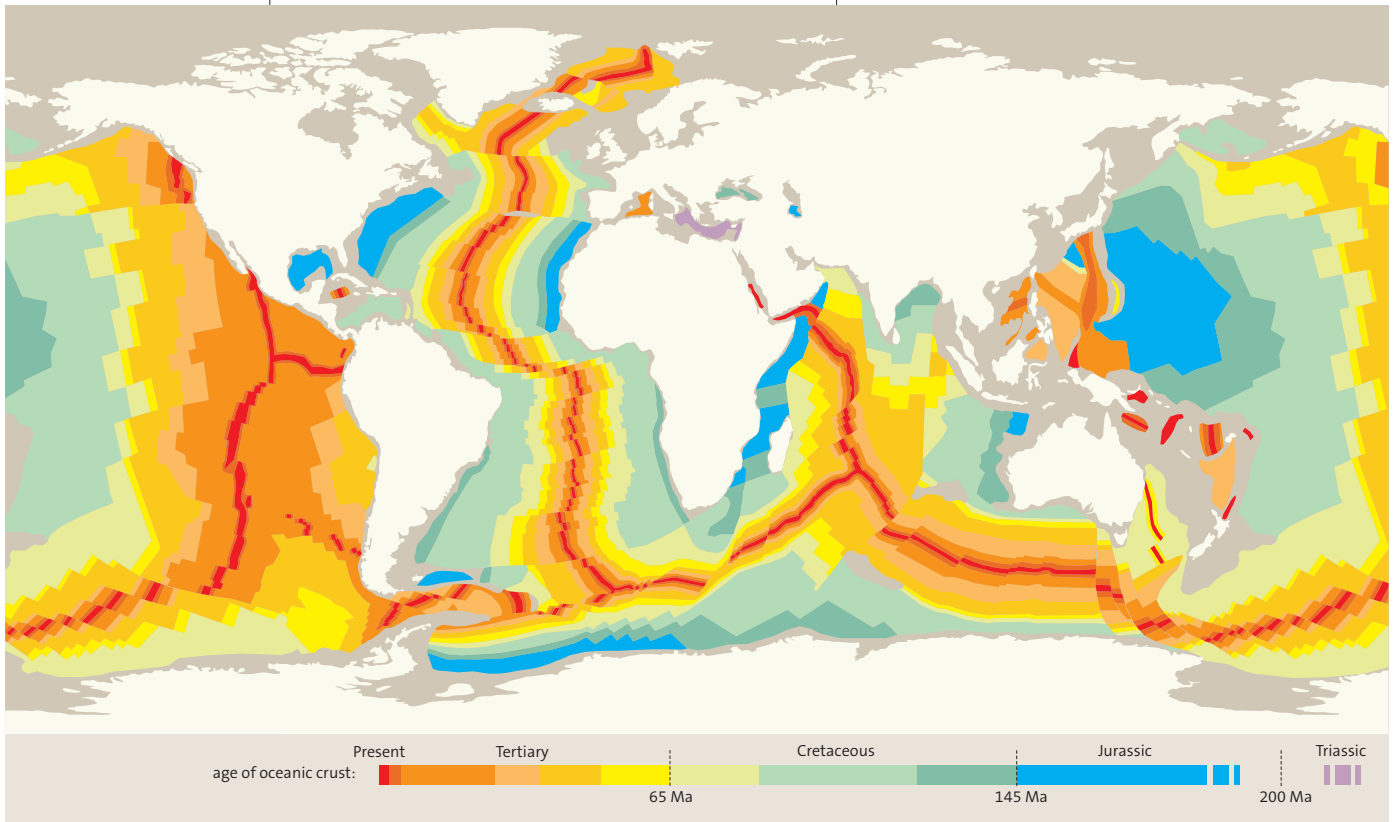 Present Tertiary Cretaceous Jurassic Triassic
age of oceanic crust:
65 Ma 145 Ma 200 Ma